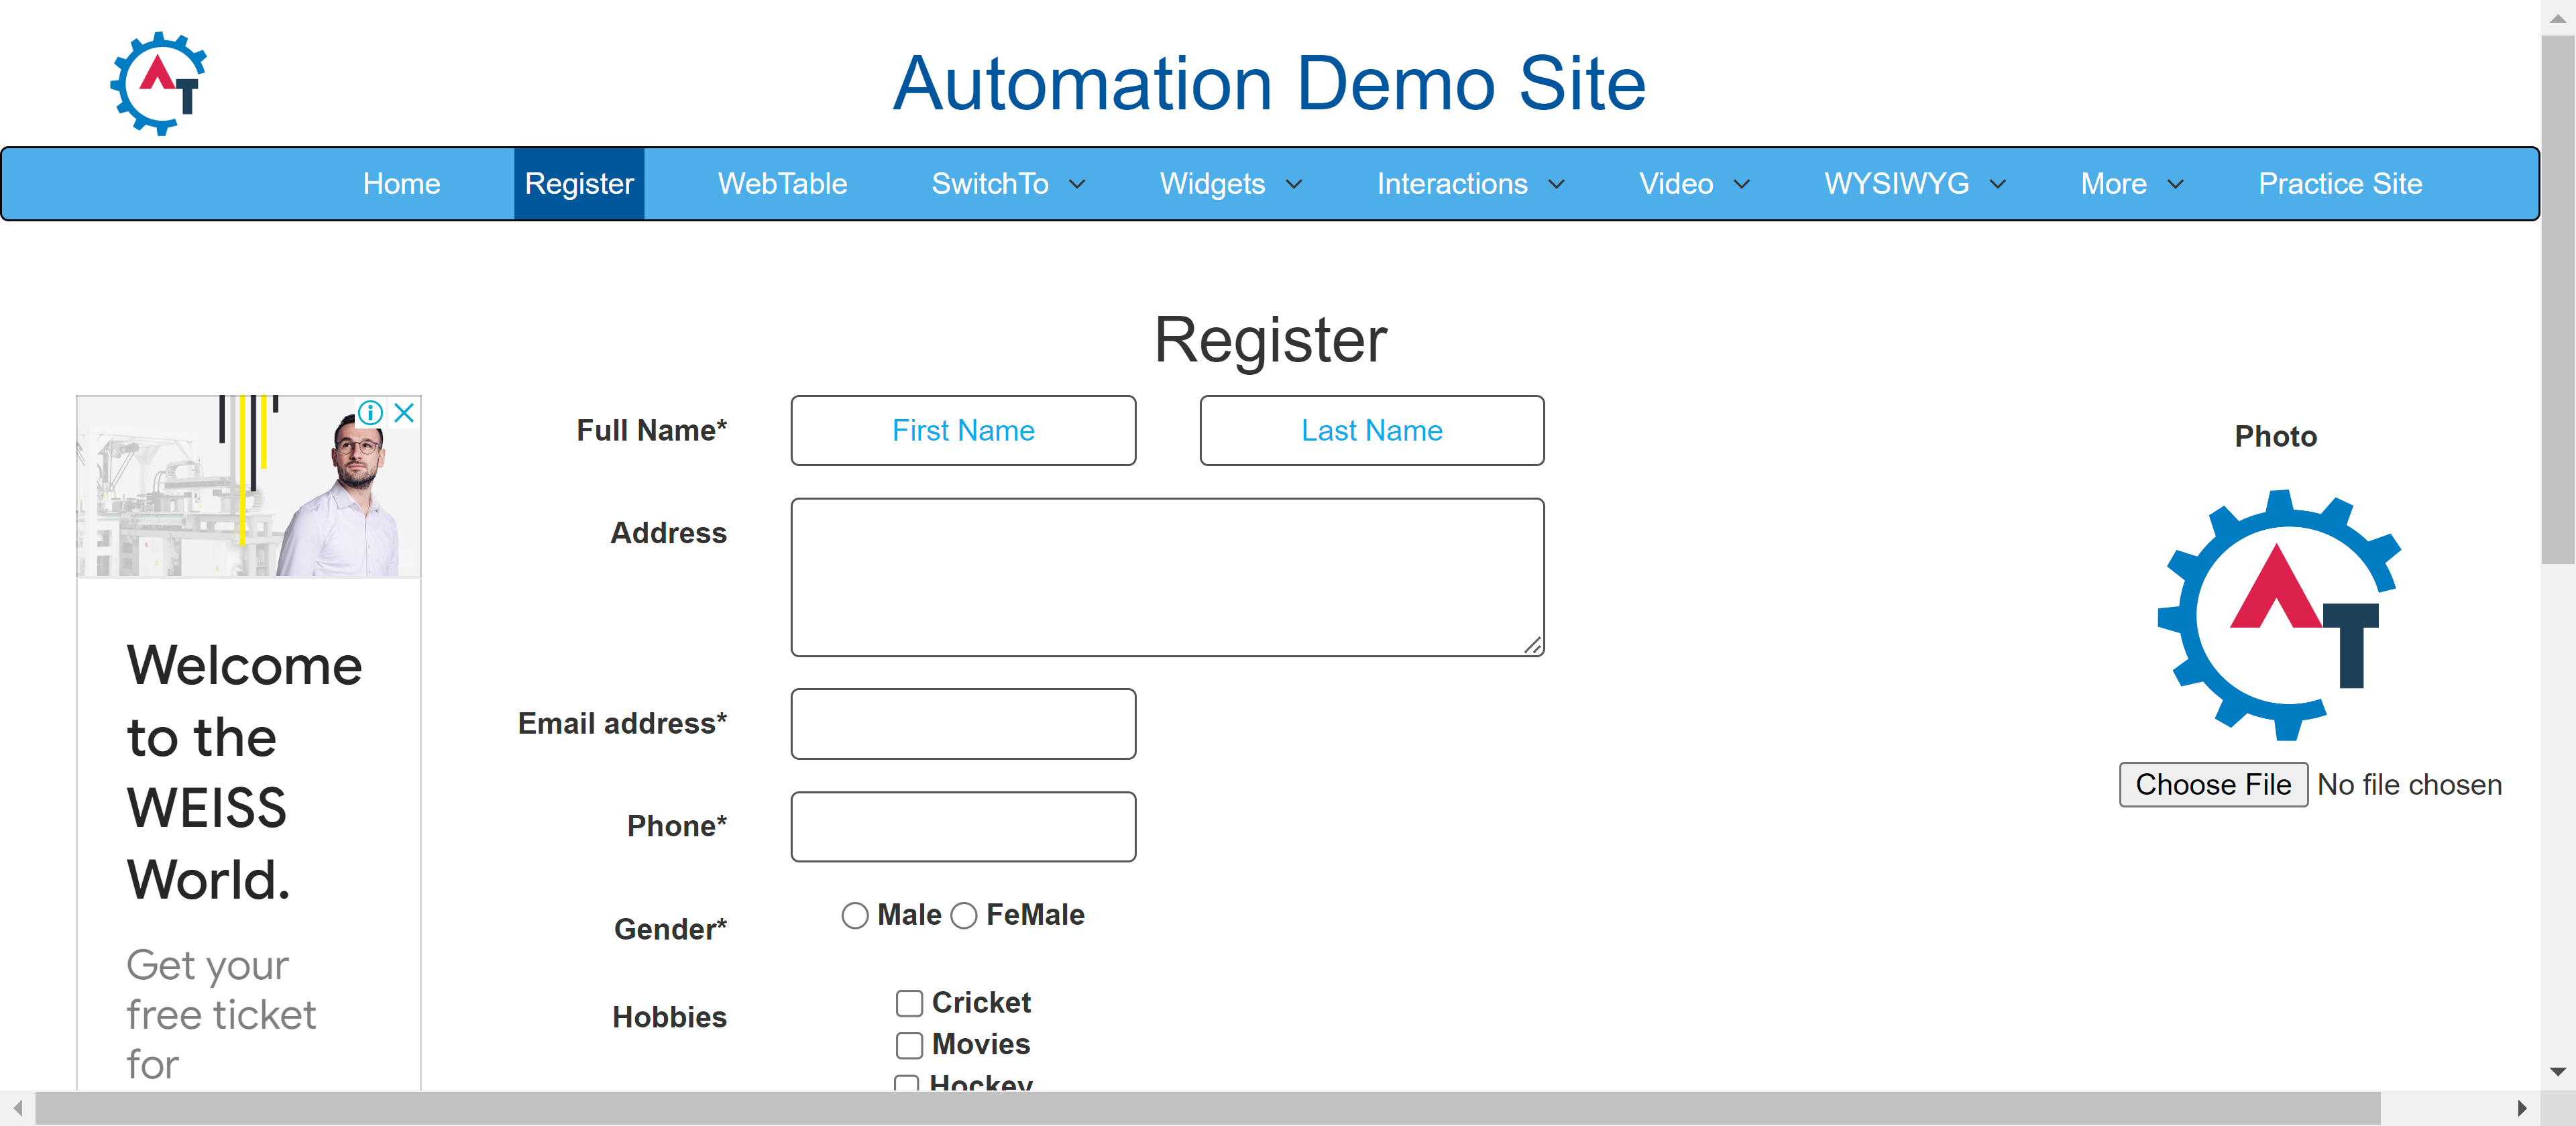 AT
Automation Demo Site
Home Register WebTable SwitchTo Widgets Interactions Video WYSIWYG More Practice Site
Register
Full Name* First Name Last Name
Photo
Address
AT
Email address*
Choose File No file chosen
Phone*
Gender* Male FeMale
Hobbies Cricket
Movies
Hockey
Welcome
to the
WEISS
World.
Get your
free ticket
for